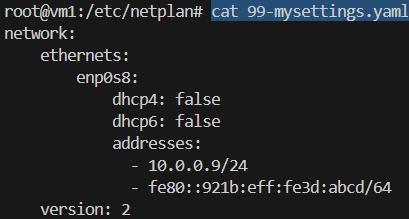 root@vm1:/etc/netplan# cat 99-mysettings.yaml
network:
    ethernets:
        enp0s8:
            dhcp4: false
            dhcp6: false
            addresses:
              - 10.0.0.9/24
              - fe80::921b:eff:fe3d:abcd/64
    version: 2